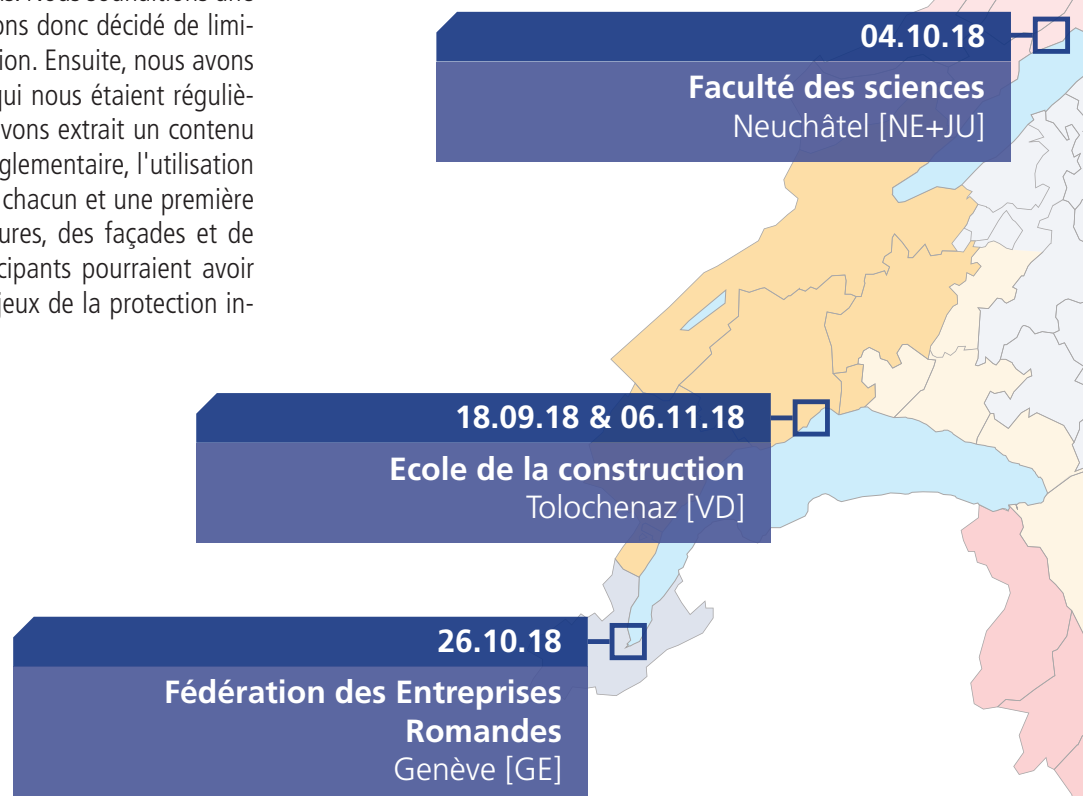 ons donc décidé de limi-
tion. Ensuite, nous avons
qui nous étaient réguliè-
avons extrait un contenu
glementaire, l'utilisation
chacun et une première
ures, des façades et de
cipants pourraient avoir
jeux de la protection in-
04.10.18
Faculté des sciences
Neuchâtel [NE+JU]
18.09.18 & 06.11.18
Ecole de la construction
Tolochenaz [VD]
26.10.18
Fédération des Entreprises
Romandes
Genève [GE]